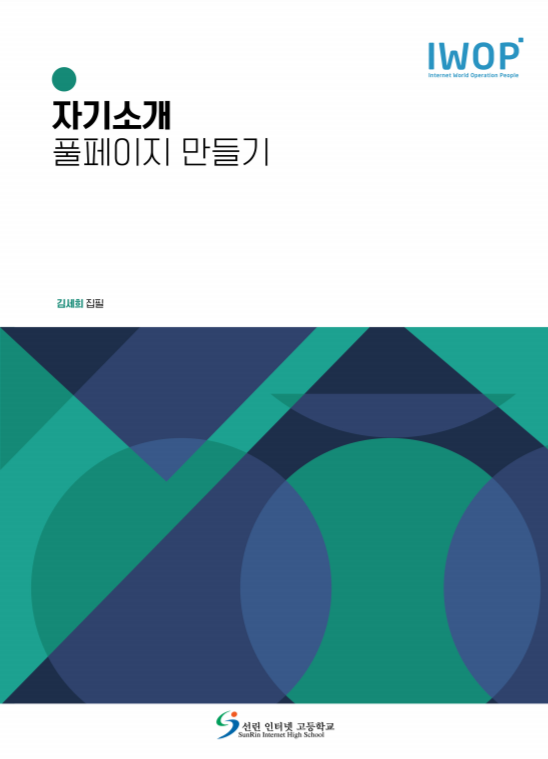 IWOP
Internet World Operation People
자기소개
풀페이지 만들기
김세희 집필
선린 인터넷 고등학교
SunRin Internet High School